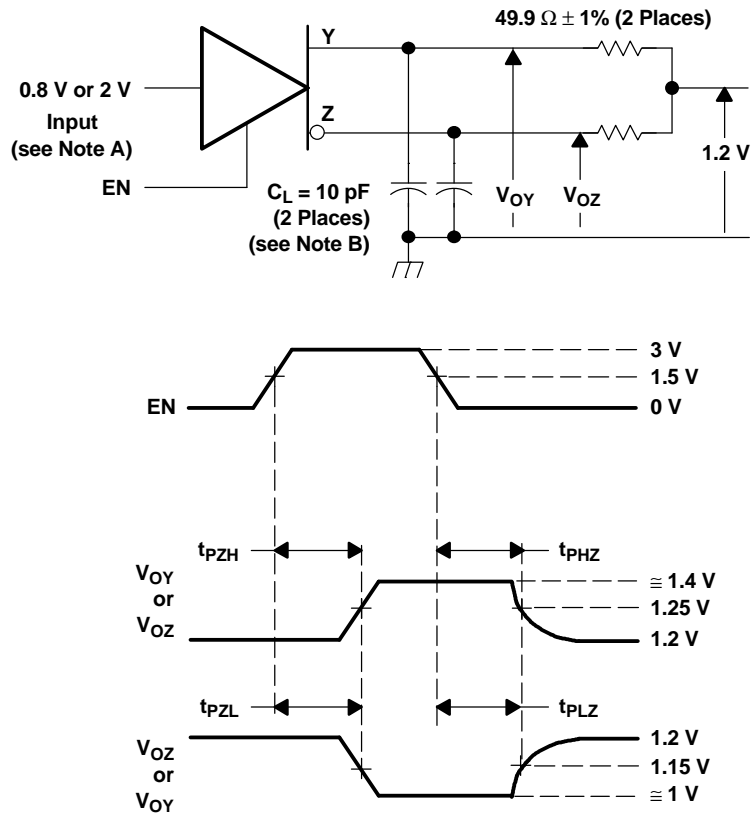 49.9 Ω ± 1% (2 Places)
Y
0.8 V or 2 V
Input
(see Note A)
Z
EN
1.2 V
C_L = 10 pF
(2 Places)
(see Note B)
V_OY
V_OZ
3 V
1.5 V
EN
0 V
t_PZH
t_PHZ
V_OY
or
V_OZ
≅ 1.4 V
1.25 V
1.2 V
t_PZL
t_PLZ
V_OZ
or
V_OY
1.2 V
1.15 V
≅ 1 V